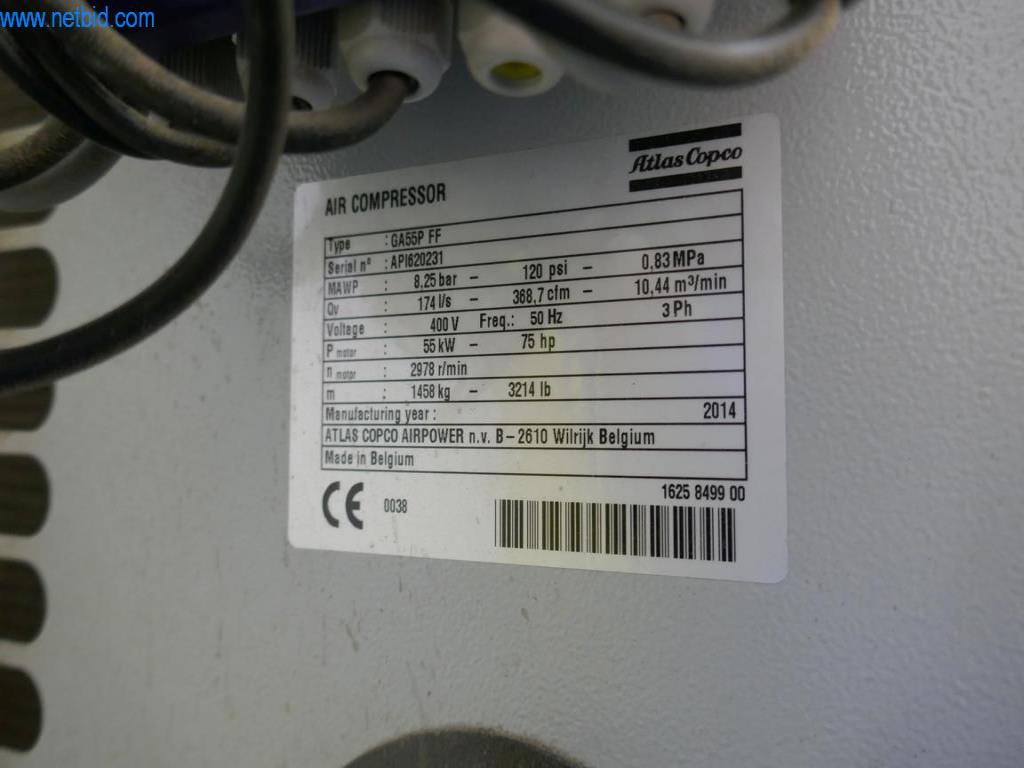 www.netbid.com
Atlas Copco
AIR COMPRESSOR
Type : GA55P FF
Serial n° : API620231
MAWP : 8,25 bar – 120 psi – 0,83 MPa
Qv : 174 l/s – 368,7 cfm – 10,44 m³/min
Voltage : 400 V Freq.: 50 Hz 3 Ph
P motor : 55 kW – 75 hp
n motor : 2978 r/min
m : 1458 kg – 3214 lb
Manufacturing year : 2014
ATLAS COPCO AIRPOWER n.v. B–2610 Wilrijk Belgium
Made in Belgium
CE 0038
1625 8499 00